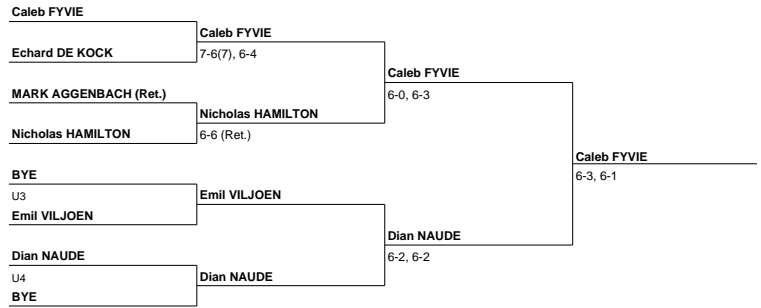 Caleb FYVIE
Caleb FYVIE
Echard DE KOCK
7-6(7), 6-4
Caleb FYVIE
MARK AGGENBACH (Ret.)
6-0, 6-3
Nicholas HAMILTON
Nicholas HAMILTON
6-6 (Ret.)
Caleb FYVIE
BYE
6-3, 6-1
U3
Emil VILJOEN
Emil VILJOEN
Dian NAUDE
Dian NAUDE
6-2, 6-2
U4
Dian NAUDE
BYE